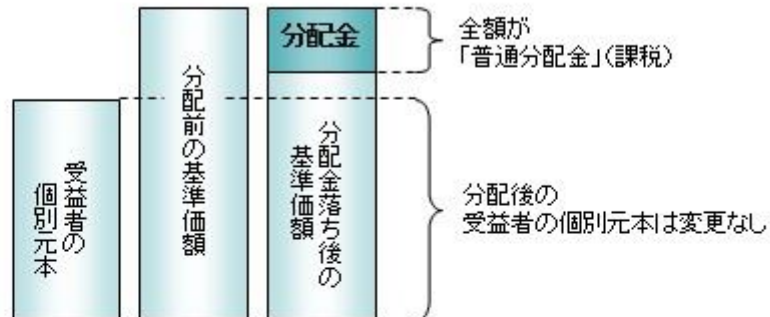 受益者の
個別元本
分配前の基準価額
分配金
分配金落ち後の
基準価額
全額が
「普通分配金」(課税)
分配後の
受益者の個別元本は変更なし